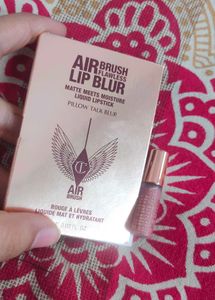 AIRBRUSH
FLAWLESS
LIP BLUR
MATTE MEETS MOISTURE
LIQUID LIPSTICK
PILLOW TALK BLUR
AIR
BRUSH
ROUGE À LÈVRES
LIQUIDE MAT ET HYDRATANT